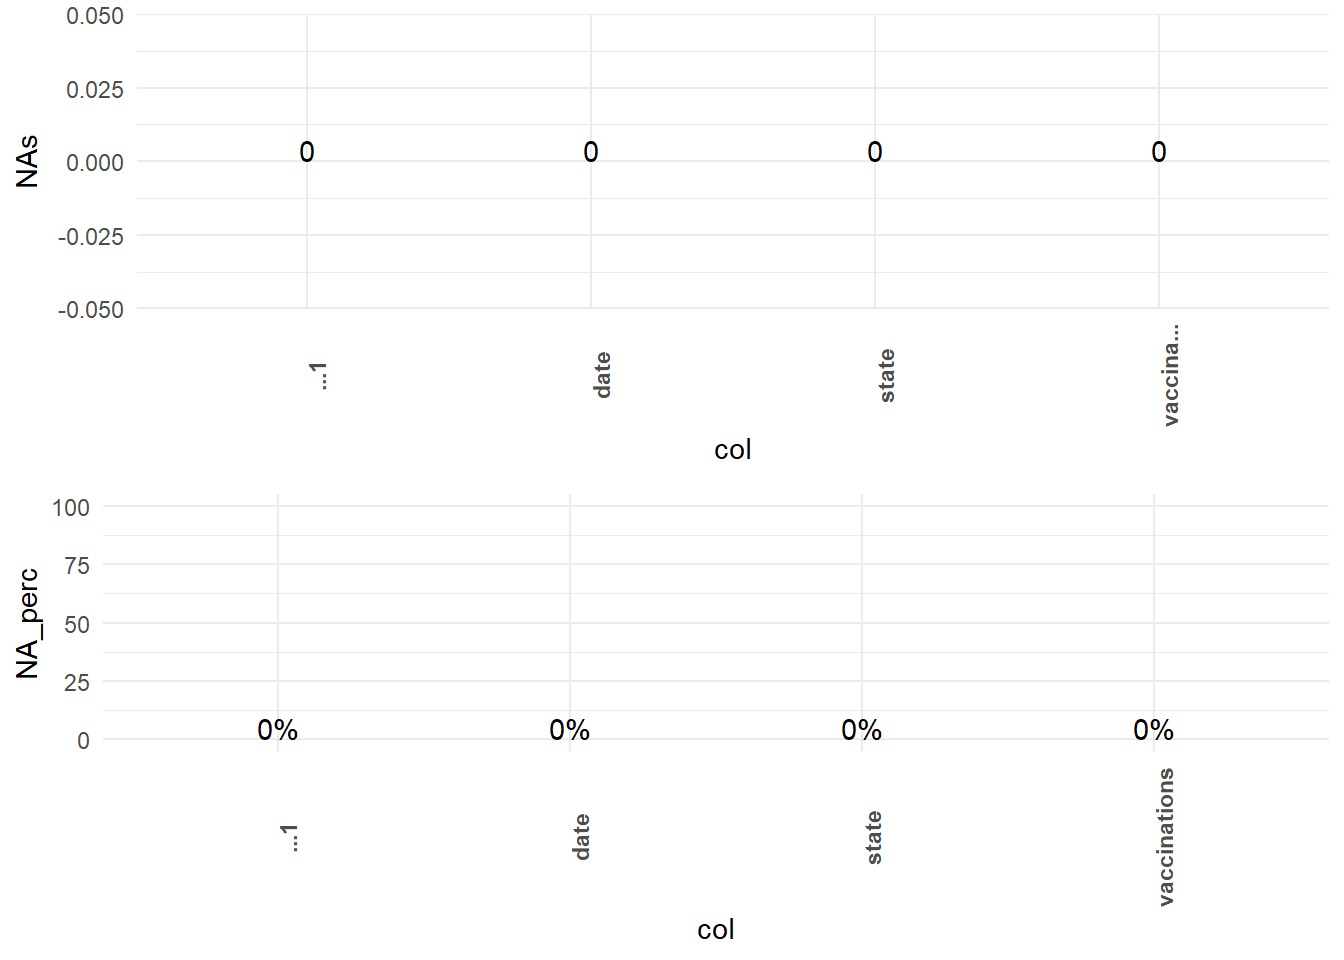 0.050
0.025
0.000
-0.025
-0.050
NAs
0 0 0 0
...1 date state vaccina...
col
100
75
50
25
0
NA_perc
0% 0% 0% 0%
...1 date state vaccinations
col